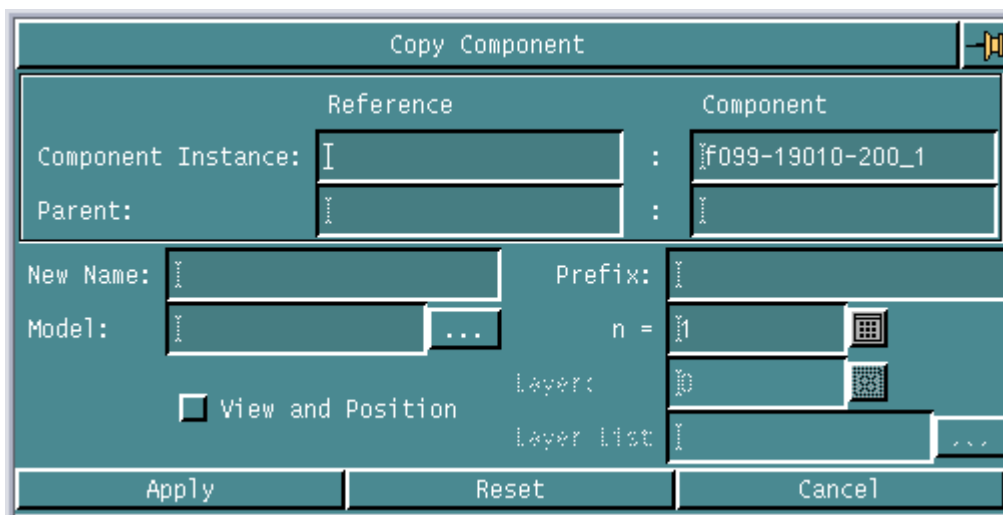 Copy Component
Reference Component
Component Instance: : f099-19010-200_1
Parent: :
New Name: Prefix:
Model: ... n = 1
Layer: 0
View and Position
Layer List ...
Apply Reset Cancel